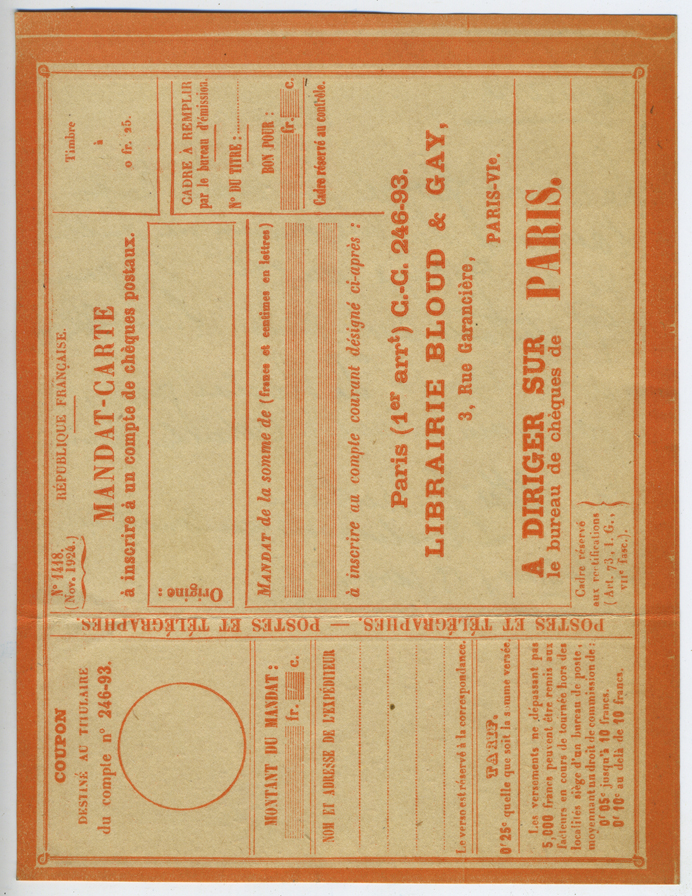 COUPON
DESTINÉ AU TITULAIRE
du compte nº 246-93.
MONTANT DU MANDAT :
fr. c.
NOM ET ADRESSE DE L'EXPÉDITEUR
Le verso est réservé à la correspondance.
TARIF.
0ᶠ25ᶜ quelle que soit la somme versée.
Les versements ne dépassant pas
5,000 francs peuvent être remis aux
facteurs en cours de tournée hors des
localités siège d'un bureau de poste,
moyennant un droit de commission de :
0ᶠ 05ᶜ jusqu'à 10 francs.
0ᶠ 10ᶜ au delà de 10 francs.
POSTES ET TÉLÉGRAPHES. — POSTES ET TÉLÉGRAPHES.
POSTES ET TÉLÉGRAPHES.
Nº 1418.
(Nov. 1924.)
RÉPUBLIQUE FRANÇAISE.
MANDAT-CARTE
à inscrire à un compte de chèques postaux.
Timbre
à
0 fr. 25.
Origine :
CADRE À REMPLIR
par le bureau d'émission.
Nº DU TITRE :
BON POUR :
fr. c.
Cadre réservé au contrôle.
MANDAT de la somme de (francs et centimes en lettres)
à inscrire au compte courant désigné ci-après :
Paris (1er arrt) C.-C. 246-93.
LIBRAIRIE BLOUD & GAY,
3, Rue Garancière,
PARIS-VIe.
A DIRIGER SUR
le bureau de chèques de
PARIS.
Cadre réservé
aux rectifications
(Art. 73, I. G.,
VIIᵉ fasc.).